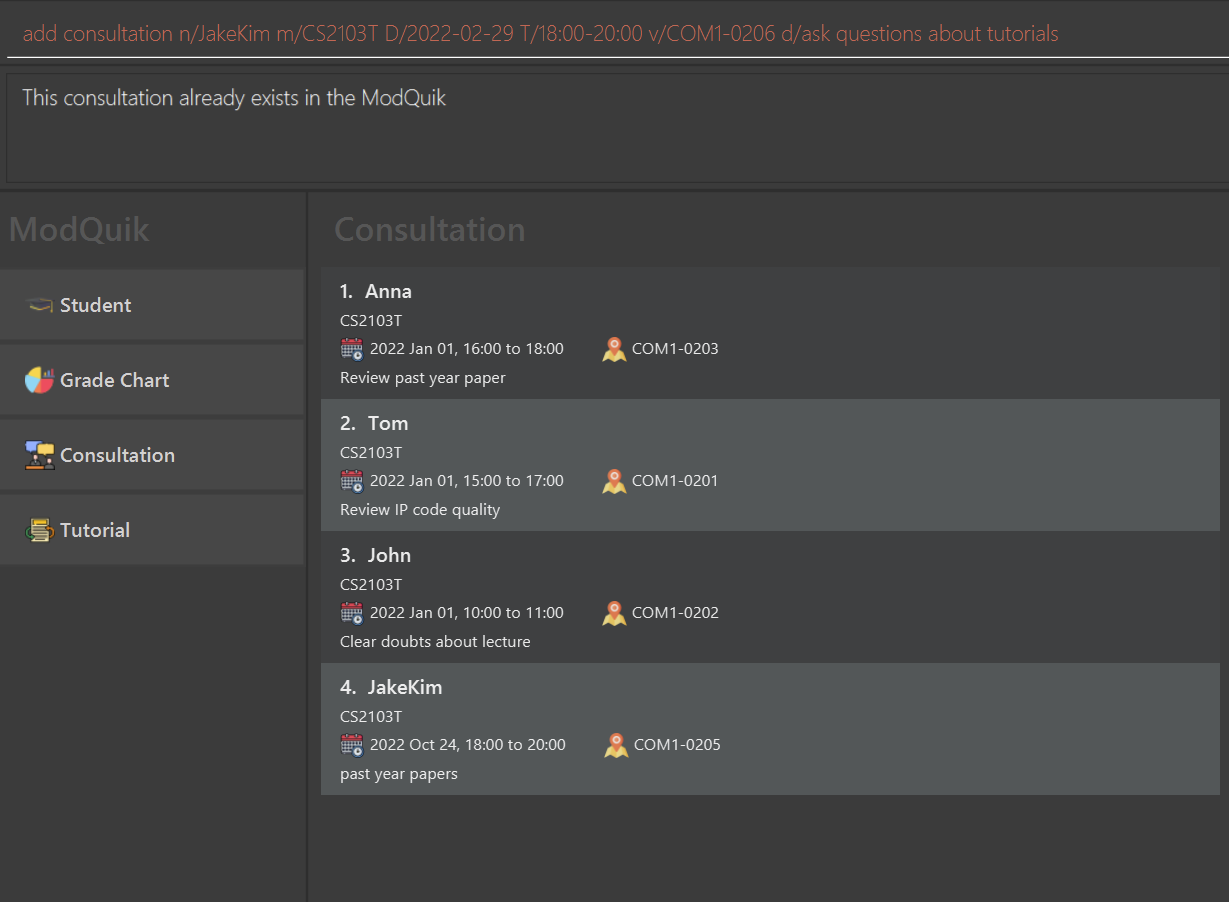 add consultation n/JakeKim m/CS2103T D/2022-02-29 T/18:00-20:00 v/COM1-0206 d/ask questions about tutorials
This consultation already exists in the ModQuik
ModQuik
Student
Grade Chart
Consultation
Tutorial
Consultation
1. Anna
CS2103T
2022 Jan 01, 16:00 to 18:00 COM1-0203
Review past year paper
2. Tom
CS2103T
2022 Jan 01, 15:00 to 17:00 COM1-0201
Review IP code quality
3. John
CS2103T
2022 Jan 01, 10:00 to 11:00 COM1-0202
Clear doubts about lecture
4. JakeKim
CS2103T
2022 Oct 24, 18:00 to 20:00 COM1-0205
past year papers